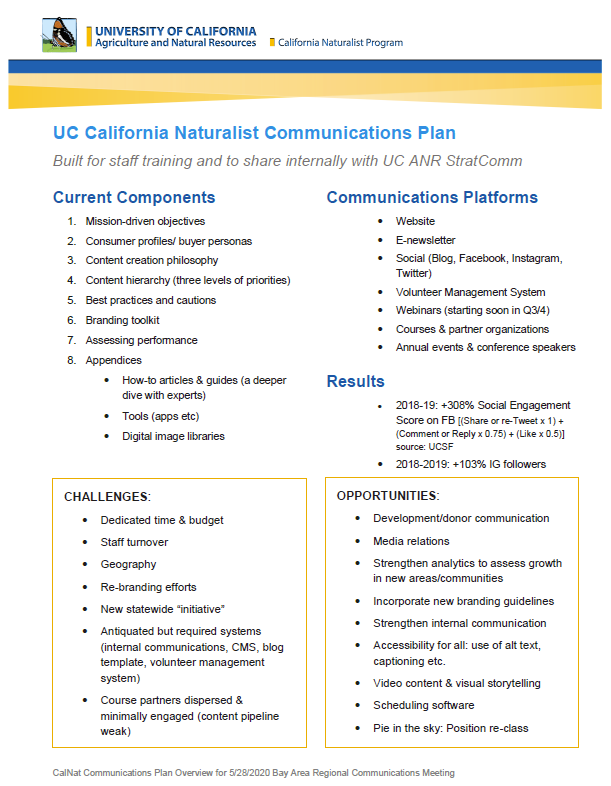 UNIVERSITY OF CALIFORNIA
Agriculture and Natural Resources
California Naturalist Program
UC California Naturalist Communications Plan
Built for staff training and to share internally with UC ANR StratComm
Current Components
1. Mission-driven objectives
2. Consumer profiles/ buyer personas
3. Content creation philosophy
4. Content hierarchy (three levels of priorities)
5. Best practices and cautions
6. Branding toolkit
7. Assessing performance
8. Appendices
• How-to articles & guides (a deeper
dive with experts)
• Tools (apps etc)
• Digital image libraries
Communications Platforms
• Website
• E-newsletter
• Social (Blog, Facebook, Instagram,
Twitter)
• Volunteer Management System
• Webinars (starting soon in Q3/4)
• Courses & partner organizations
• Annual events & conference speakers
Results
• 2018-19: +308% Social Engagement
Score on FB [(Share or re-Tweet x 1) +
(Comment or Reply x 0.75) + (Like x 0.5)]
source: UCSF
• 2018-2019: +103% IG followers
CHALLENGES:
• Dedicated time & budget
• Staff turnover
• Geography
• Re-branding efforts
• New statewide “initiative”
• Antiquated but required systems
(internal communications, CMS, blog
template, volunteer management
system)
• Course partners dispersed &
minimally engaged (content pipeline
weak)
OPPORTUNITIES:
• Development/donor communication
• Media relations
• Strengthen analytics to assess growth
in new areas/communities
• Incorporate new branding guidelines
• Strengthen internal communication
• Accessibility for all: use of alt text,
captioning etc.
• Video content & visual storytelling
• Scheduling software
• Pie in the sky: Position re-class
CalNat Communications Plan Overview for 5/28/2020 Bay Area Regional Communications Meeting